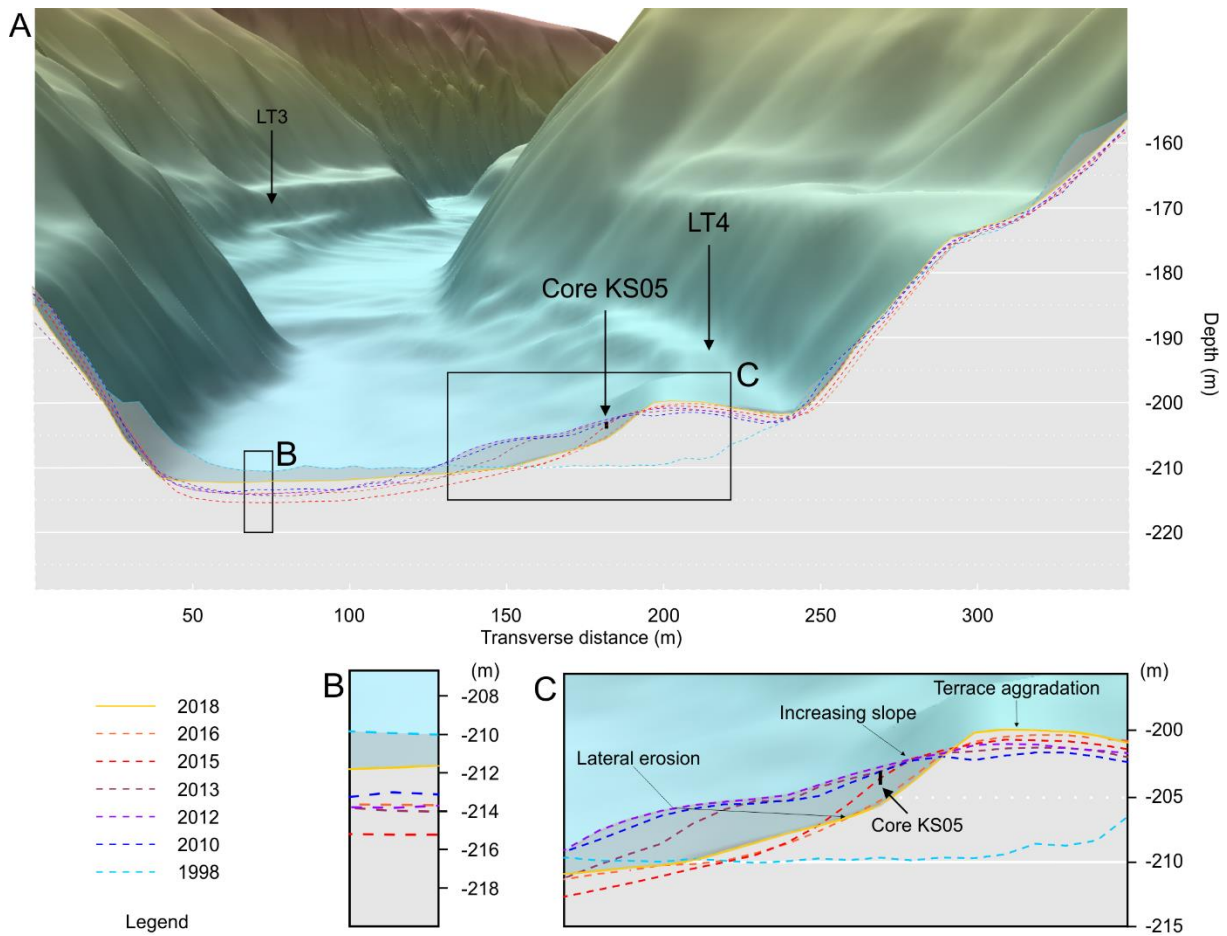 A
LT3
LT4
Core KS05
C
B
-160
-170
-180
-190
-200
-210
-220
Depth (m)
50
100
150
200
250
300
Transverse distance (m)
2018
2016
2015
2013
2012
2010
1998
Legend
B
(m)
-208
-210
-212
-214
-216
-218
C
(m)
Terrace aggradation
Increasing slope
Lateral erosion
Core KS05
-200
-205
-210
-215